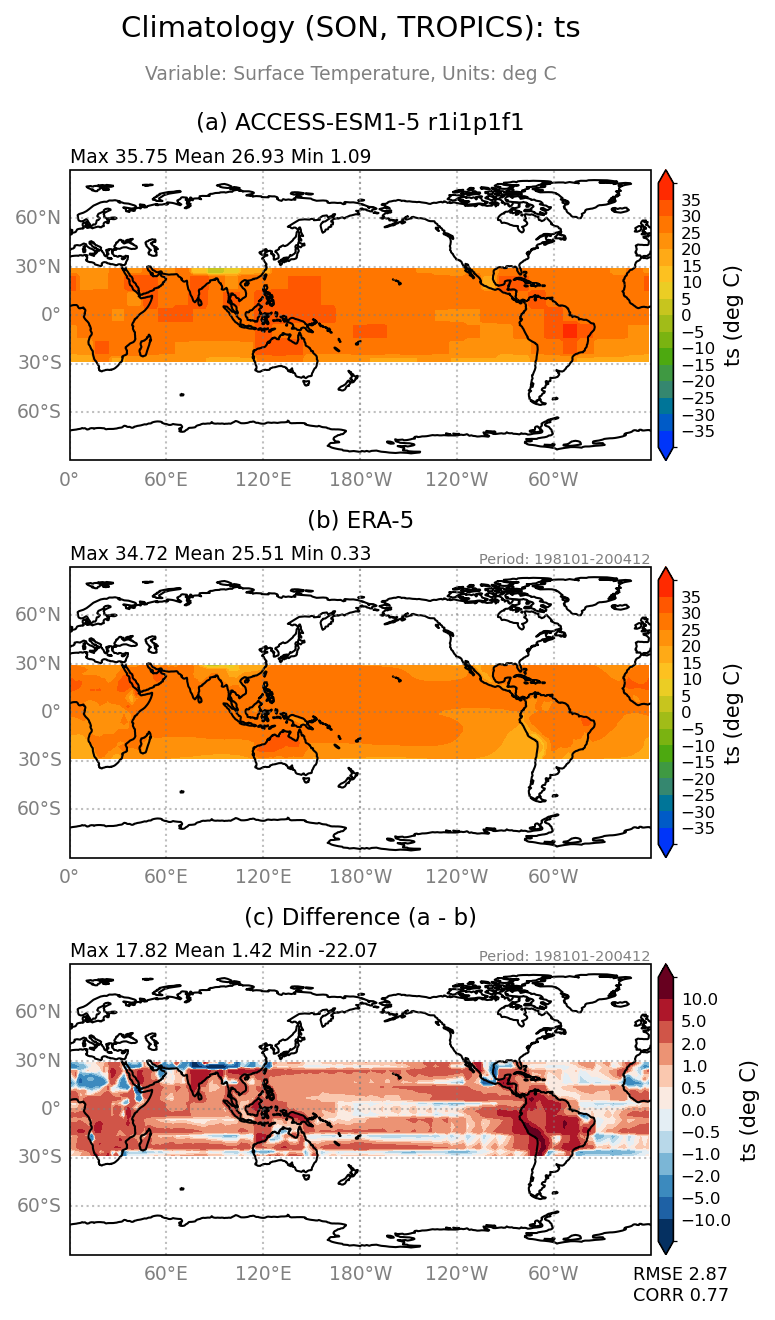 Climatology (SON, TROPICS): ts
Variable: Surface Temperature, Units: deg C
(a) ACCESS-ESM1-5 r1i1p1f1
Max 35.75 Mean 26.93 Min 1.09
60°N
30°N
0°
30°S
60°S
0° 60°E 120°E 180°W 120°W 60°W
35
30
25
20
15
10
5
0
−5
−10
−15
−20
−25
−30
−35
ts (deg C)
(b) ERA-5
Max 34.72 Mean 25.51 Min 0.33
Period: 198101-200412
60°N
30°N
0°
30°S
60°S
0° 60°E 120°E 180°W 120°W 60°W
35
30
25
20
15
10
5
0
−5
−10
−15
−20
−25
−30
−35
ts (deg C)
(c) Difference (a - b)
Max 17.82 Mean 1.42 Min -22.07
Period: 198101-200412
60°N
30°N
0°
30°S
60°S
60°E 120°E 180°W 120°W 60°W
10.0
5.0
2.0
1.0
0.5
0.0
−0.5
−1.0
−2.0
−5.0
−10.0
ts (deg C)
RMSE 2.87
CORR 0.77